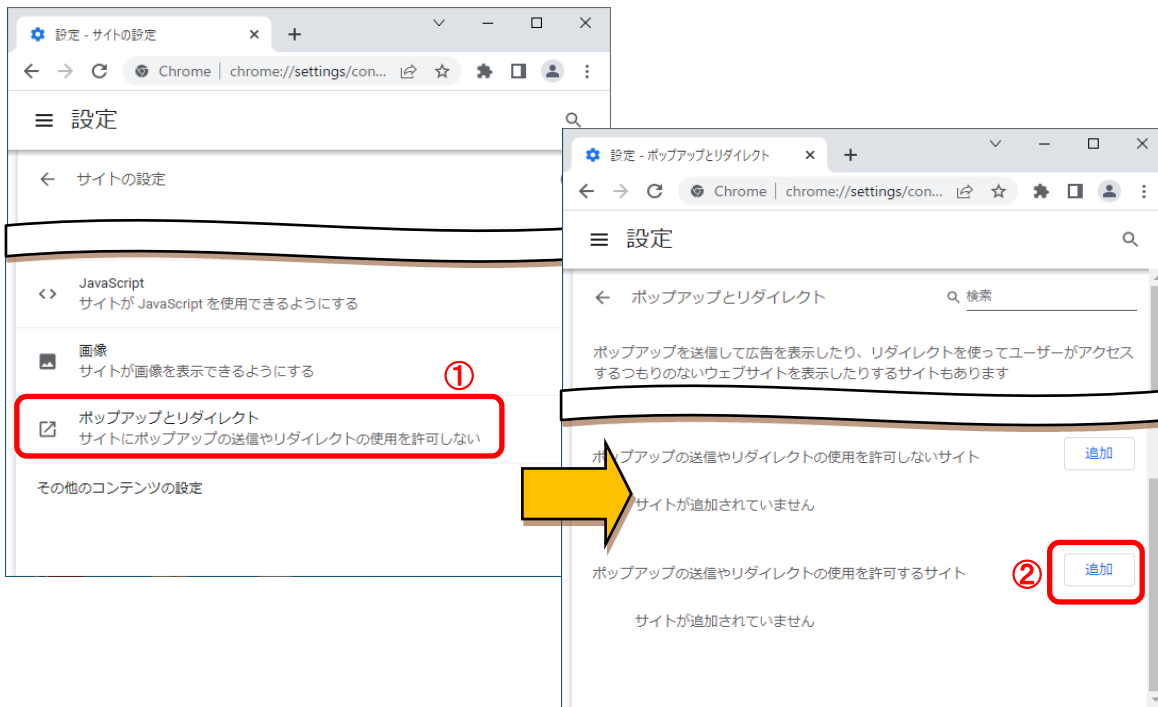 設定 - サイトの設定
Chrome | chrome://settings/con...
設定
サイトの設定
JavaScript
サイトが JavaScript を使用できるようにする
画像
サイトが画像を表示できるようにする
①
ポップアップとリダイレクト
サイトにポップアップの送信やリダイレクトの使用を許可しない
その他のコンテンツの設定
設定 - ポップアップとリダイレクト
Chrome | chrome://settings/con...
設定
ポップアップとリダイレクト
検索
ポップアップを送信して広告を表示したり、リダイレクトを使ってユーザーがアクセス
するつもりのないウェブサイトを表示したりするサイトもあります
ポップアップの送信やリダイレクトの使用を許可しないサイト
追加
サイトが追加されていません
ポップアップの送信やリダイレクトの使用を許可するサイト
②
追加
サイトが追加されていません